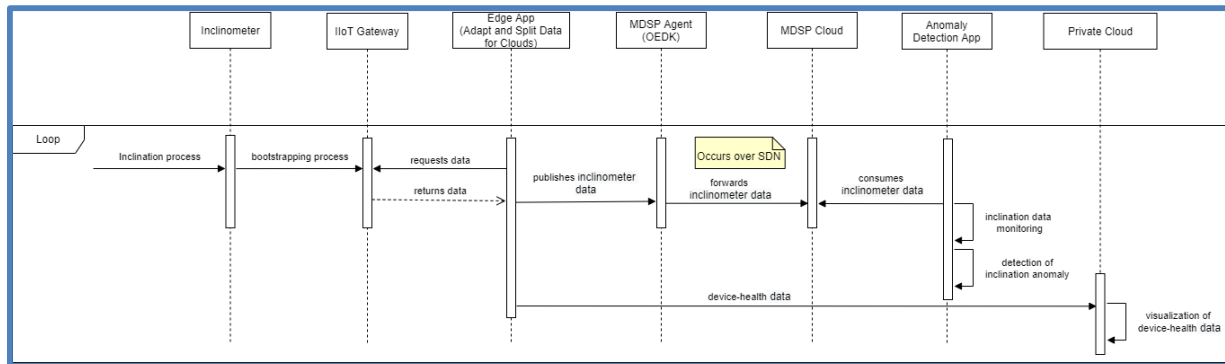 Inclinometer
IIoT Gateway
Edge App
(Adapt and Split Data
for Clouds)
MDSP Agent
(OEDK)
MDSP Cloud
Anomaly
Detection App
Private Cloud
Loop
Inclination process
bootstrapping process
requests data
returns data
publishes inclinometer
data
Occurs over SDN
forwards
inclinometer data
consumes
inclinometer data
inclination data
monitoring
detection of
inclination anomaly
device-health data
visualization of
device-health data